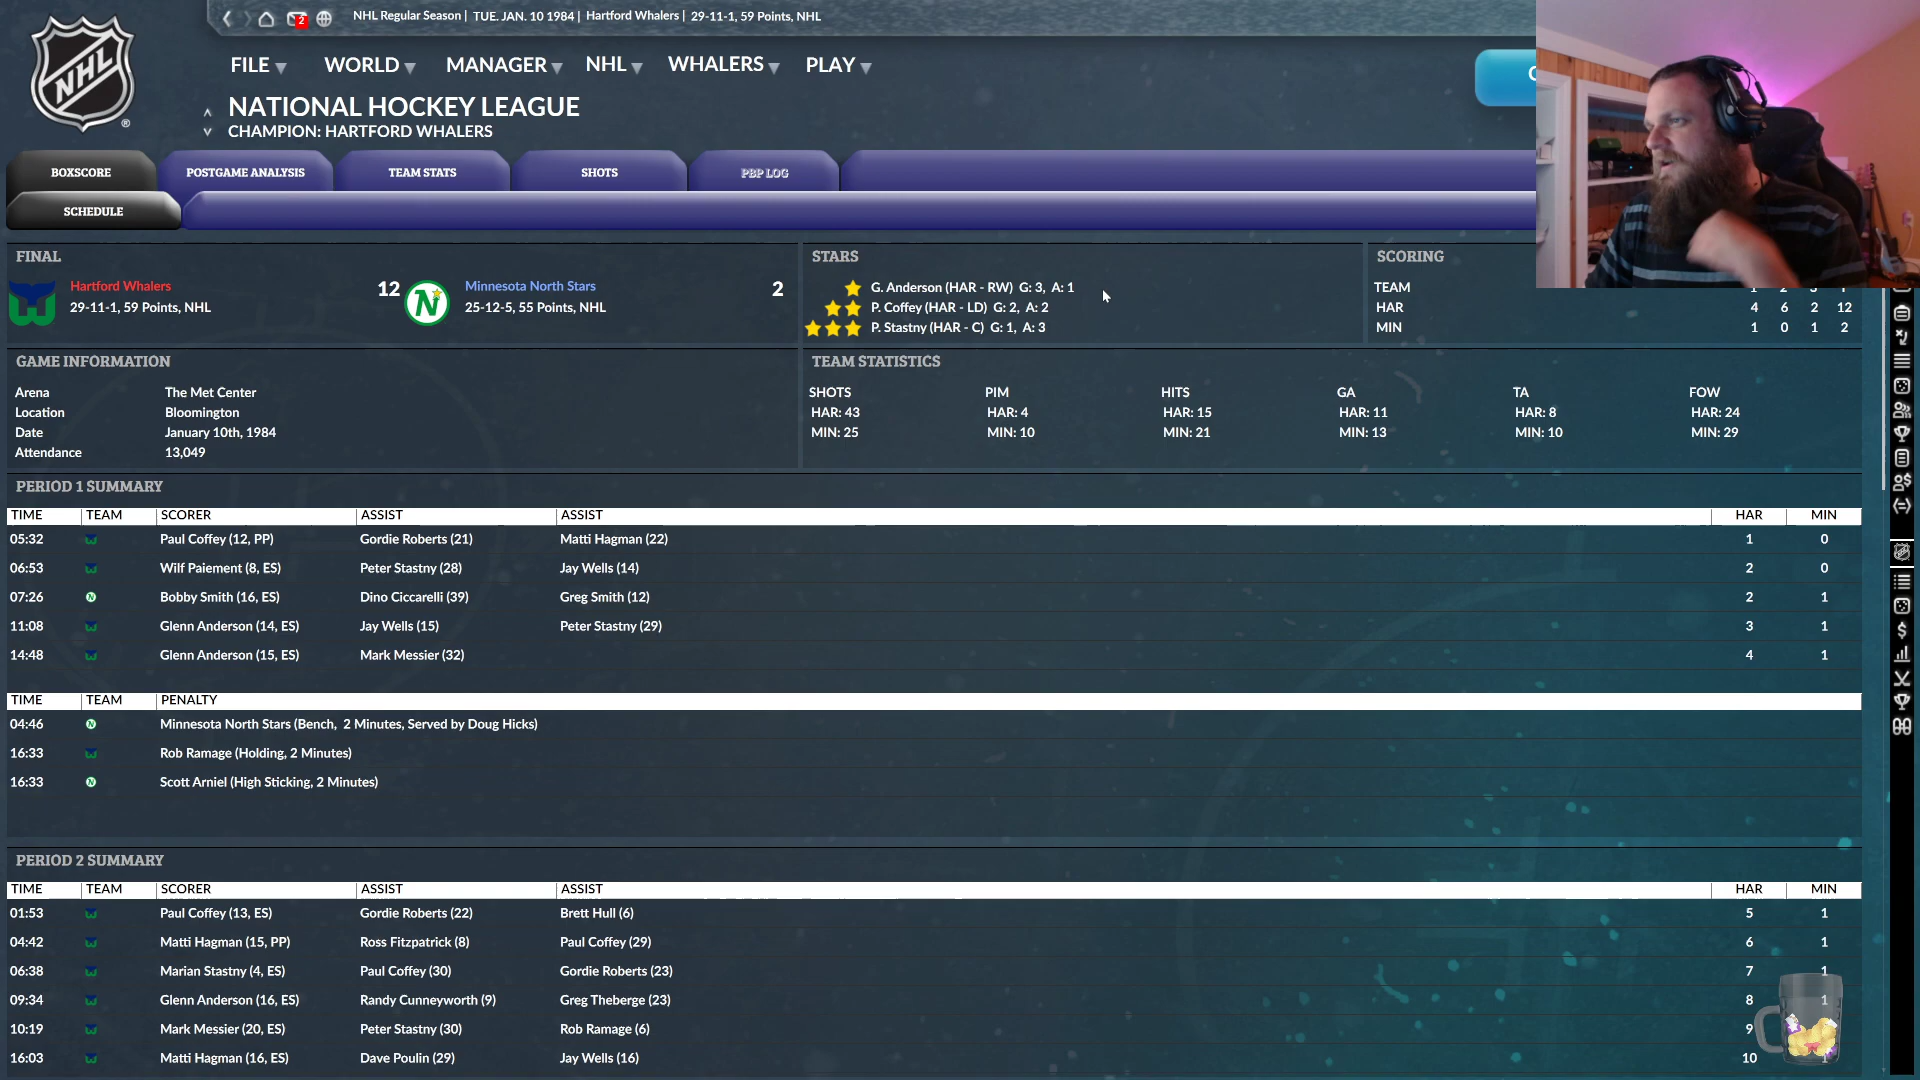 NHL Regular Season | TUE. JAN. 10 1984 | Hartford Whalers | 29-11-1, 59 Points, NHL
2
NHL
FILE WORLD MANAGER NHL WHALERS PLAY
NATIONAL HOCKEY LEAGUE
CHAMPION: HARTFORD WHALERS
BOXSCORE POSTGAME ANALYSIS TEAM STATS SHOTS PBP LOG
SCHEDULE
FINAL
Hartford Whalers 12
29-11-1, 59 Points, NHL
Minnesota North Stars 2
25-12-5, 55 Points, NHL
STARS
G. Anderson (HAR - RW) G: 3, A: 1
P. Coffey (HAR - LD) G: 2, A: 2
P. Stastny (HAR - C) G: 1, A: 3
SCORING
TEAM
HAR 4 6 2 12
MIN 1 0 1 2
GAME INFORMATION
Arena The Met Center
Location Bloomington
Date January 10th, 1984
Attendance 13,049
TEAM STATISTICS
SHOTS PIM HITS GA TA FOW
HAR: 43 HAR: 4 HAR: 15 HAR: 11 HAR: 8 HAR: 24
MIN: 25 MIN: 10 MIN: 21 MIN: 13 MIN: 10 MIN: 29
PERIOD 1 SUMMARY
TIME TEAM SCORER ASSIST ASSIST HAR MIN
05:32 Paul Coffey (12, PP) Gordie Roberts (21) Matti Hagman (22) 1 0
06:53 Wilf Paiement (8, ES) Peter Stastny (28) Jay Wells (14) 2 0
07:26 Bobby Smith (16, ES) Dino Ciccarelli (39) Greg Smith (12) 2 1
11:08 Glenn Anderson (14, ES) Jay Wells (15) Peter Stastny (29) 3 1
14:48 Glenn Anderson (15, ES) Mark Messier (32) 4 1
TIME TEAM PENALTY
04:46 Minnesota North Stars (Bench, 2 Minutes, Served by Doug Hicks)
16:33 Rob Ramage (Holding, 2 Minutes)
16:33 Scott Arniel (High Sticking, 2 Minutes)
PERIOD 2 SUMMARY
TIME TEAM SCORER ASSIST ASSIST HAR MIN
01:53 Paul Coffey (13, ES) Gordie Roberts (22) Brett Hull (6) 5 1
04:42 Matti Hagman (15, PP) Ross Fitzpatrick (8) Paul Coffey (29) 6 1
06:38 Marian Stastny (4, ES) Paul Coffey (30) Gordie Roberts (23) 7 1
09:34 Glenn Anderson (16, ES) Randy Cunneyworth (9) Greg Theberge (23) 8 1
10:19 Mark Messier (20, ES) Peter Stastny (30) Rob Ramage (6) 9
16:03 Matti Hagman (16, ES) Dave Poulin (29) Jay Wells (16) 10 1